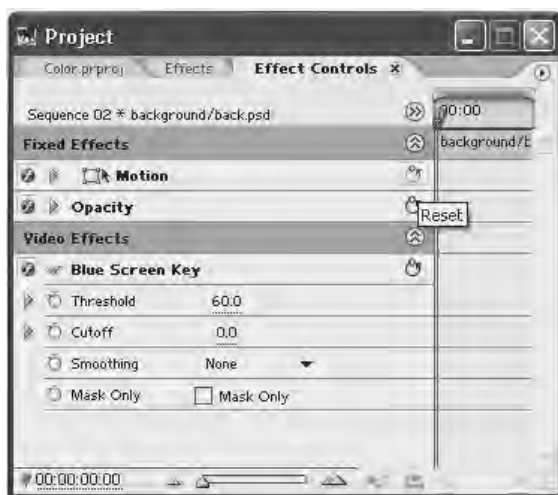 Project
Color.prproj Effects Effect Controls x
Sequence 02 * background/back.psd 00:00
Fixed Effects background/b
Motion
Opacity
Reset
Video Effects
Blue Screen Key
Threshold 60.0
Cutoff 0.0
Smoothing None
Mask Only Mask Only
00:00:00:00